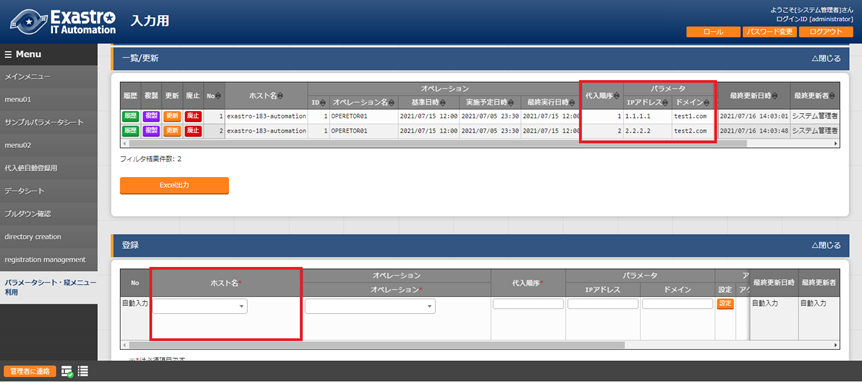 Exastro
IT Automation
入力用
ようこそ[システム管理者]さん
ログインID [administrator]
ロール
パスワード変更
ログアウト
Menu
メインメニュー
menu01
サンプルパラメータシート
menu02
代入値自動登録用
データシート
プルダウン確認
directory creation
registration management
パラメータシート・縦メニュー
利用
一覧/更新
△閉じる
履歴 複製 更新 廃止 No ホスト名 オペレーション 代入順序 パラメータ 最終更新日時 最終更新者
ID オペレーション名 基準日時 実施予定日時 最終実行日時 IPアドレス ドメイン
履歴 複製 更新 廃止 1 exastro-183-automation 1 OPERETOR01 2021/07/15 12:00 2021/07/05 23:30 2021/07/15 12:00 1 1.1.1.1 test1.com 2021/07/16 14:03:01 システム管理者
履歴 複製 更新 廃止 2 exastro-183-automation 1 OPERETOR01 2021/07/15 12:00 2021/07/05 23:30 2021/07/15 12:00 2 2.2.2.2 test2.com 2021/07/16 14:03:48 システム管理者
フィルタ結果件数: 2
Excel出力
登録
△閉じる
No ホスト名* オペレーション 代入順序* パラメータ ア 最終更新日時 最終更新者
オペレーション* IPアドレス ドメイン 設定 アク
自動入力 設定 自動入力 自動入力
※*は必須項目です
管理者に連絡